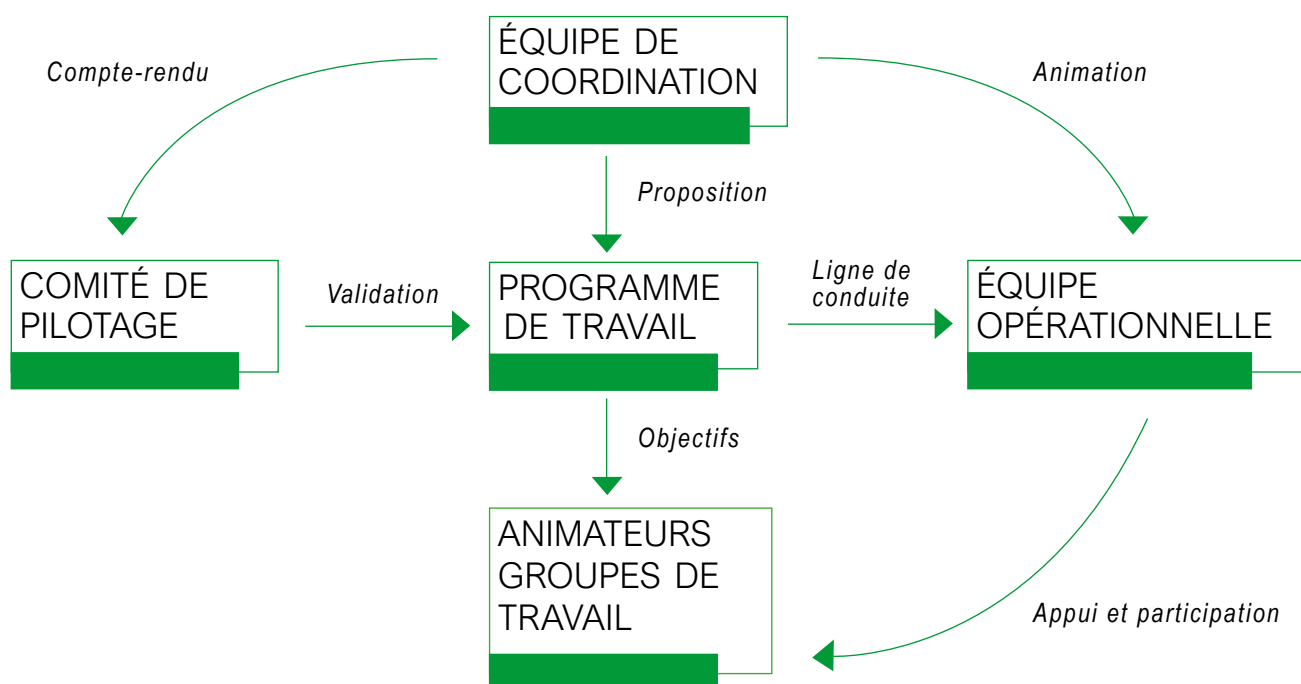 ÉQUIPE DE
COORDINATION
Compte-rendu
Animation
Proposition
COMITÉ DE
PILOTAGE
Validation
PROGRAMME
DE TRAVAIL
Ligne de
conduite
ÉQUIPE
OPÉRATIONNELLE
Objectifs
ANIMATEURS
GROUPES DE
TRAVAIL
Appui et participation